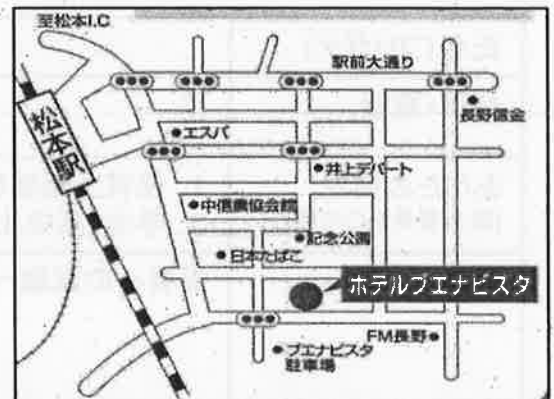 至松本I.C.
駅前大通り
長野信金
松本駅
エスパ
井上デパート
中信農協会館
記念公園
日本たばこ
ホテルブエナビスタ
FM長野
ブエナビスタ
駐車場